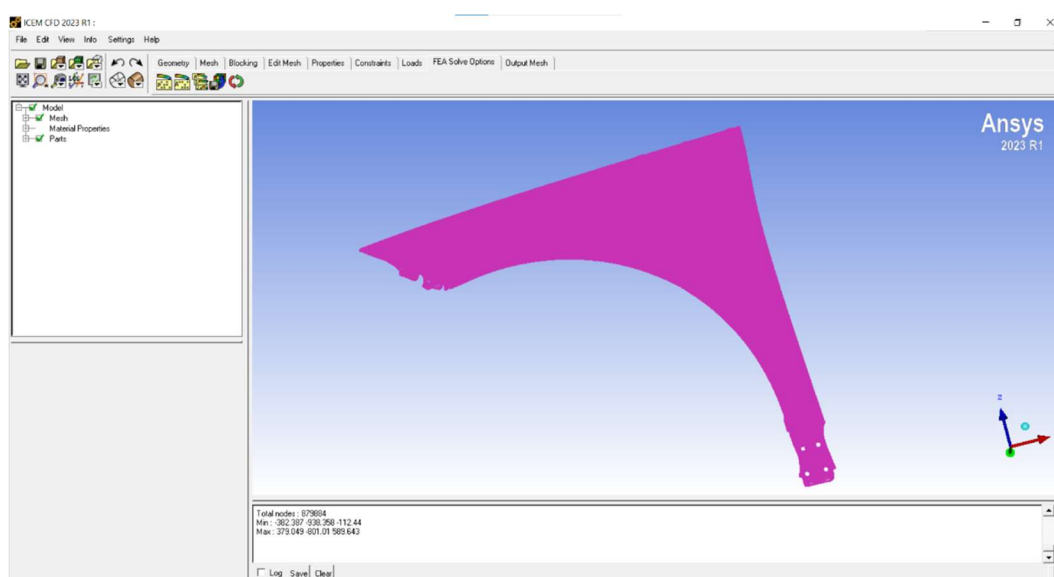 ICEM CFD 2023 R1 :
File Edit View Info Settings Help
Geometry Mesh Blocking Edit Mesh Properties Constraints Loads FEA Solve Options Output Mesh
Model
Mesh
Material Properties
Parts
Ansys
2023 R1
z
Total nodes : 879884
Min : -382.387 -938.358 -112.44
Max : 379.049 -801.01 589.643
Log Save Clear